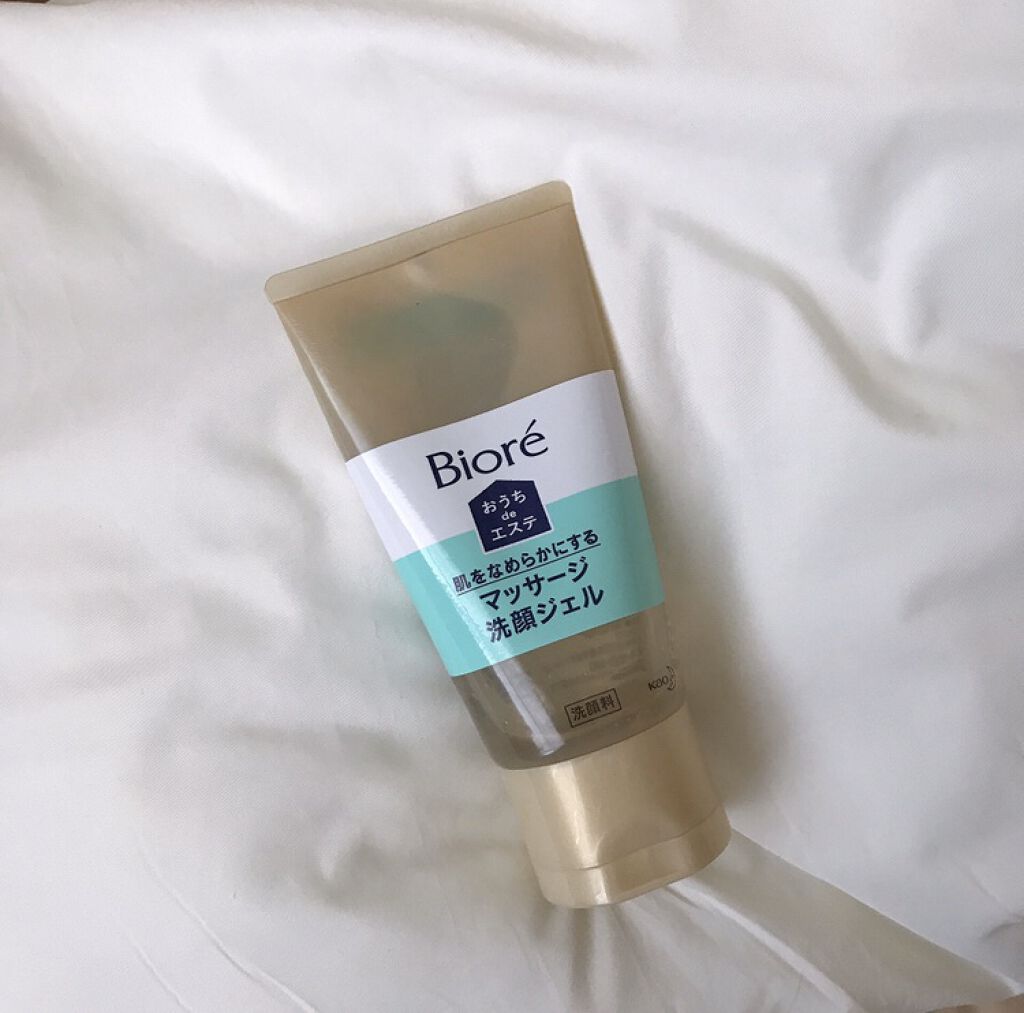 Bioré
おうち
de
エステ
肌をなめらかにする
マッサージ
洗顔ジェル
洗顔料
Kao